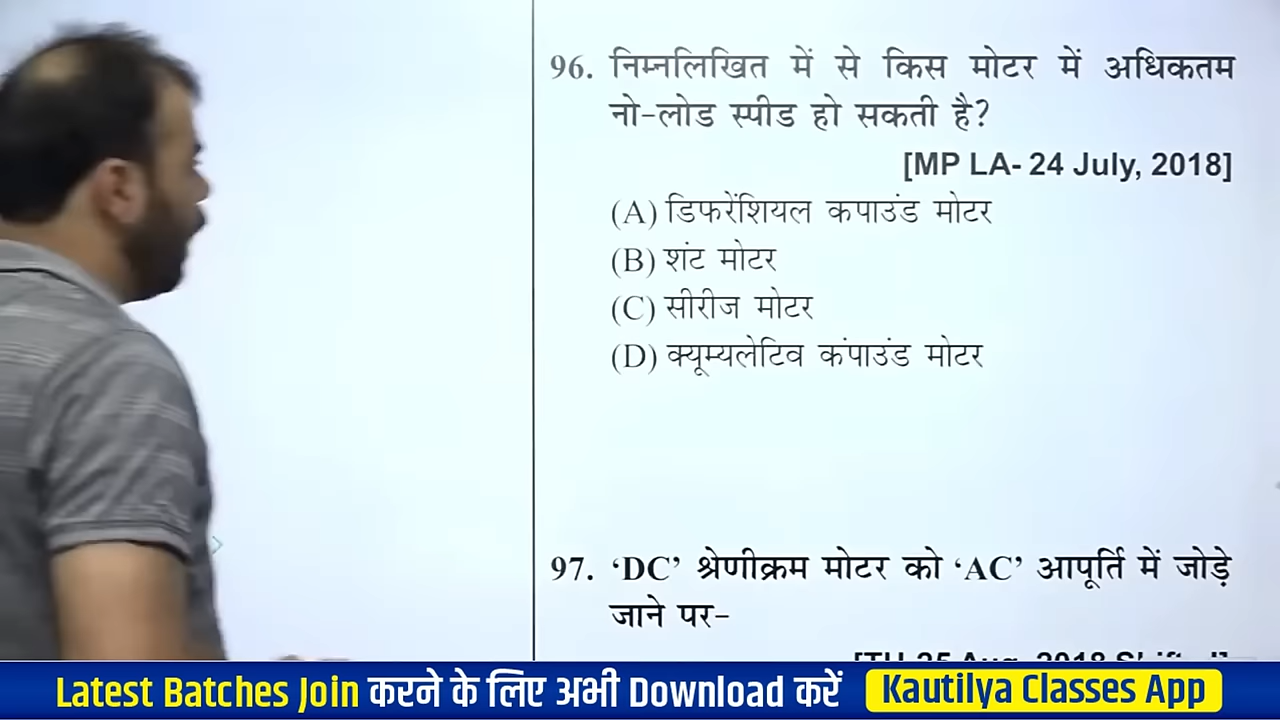 96. निम्नलिखित में से किस मोटर में अधिकतम
नो-लोड स्पीड हो सकती है?
[MP LA- 24 July, 2018]
(A) डिफरेंशियल कपाउंड मोटर
(B) शंट मोटर
(C) सीरीज मोटर
(D) क्यूम्यलेटिव कंपाउंड मोटर
97. ‘DC’ श्रेणीक्रम मोटर को ‘AC’ आपूर्ति में जोड़े
जाने पर-
Latest Batches Join करने के लिए अभी Download करें Kautilya Classes App